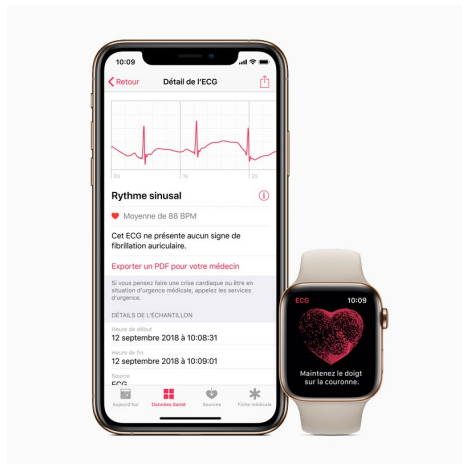 10:09
Retour
Détail de l'ECG
0s
1s
2s
Rythme sinusal
Moyenne de 88 BPM
Cet ECG ne présente aucun signe de
fibrillation auriculaire.
Exporter un PDF pour votre médecin
Si vous pensez faire une crise cardiaque ou être en
situation d'urgence médicale, appelez les services
d'urgence.
DÉTAILS DE L'ÉCHANTILLON
Heure de début
12 septembre 2018 à 10:08:31
Heure de fin
12 septembre 2018 à 10:09:01
Source
ECG
Aujourd'hui
Données Santé
Sources
Fiche médicale
ECG
10:09
Maintenez le doigt
sur la couronne.